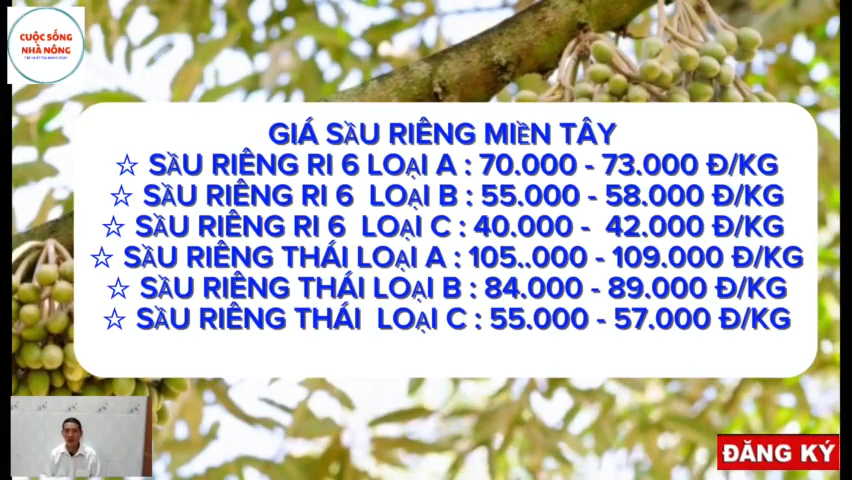 CUỘC SỐNG
NHÀ NÔNG
GIÁ SẦU RIÊNG MIỀN TÂY
☆ SẦU RIÊNG RI 6 LOẠI A : 70.000 - 73.000 Đ/KG
☆ SẦU RIÊNG RI 6 LOẠI B : 55.000 - 58.000 Đ/KG
☆ SẦU RIÊNG RI 6 LOẠI C : 40.000 - 42.000 Đ/KG
☆ SẦU RIÊNG THÁI LOẠI A : 105..000 - 109.000 Đ/KG
☆ SẦU RIÊNG THÁI LOẠI B : 84.000 - 89.000 Đ/KG
☆ SẦU RIÊNG THÁI LOẠI C : 55.000 - 57.000 Đ/KG
ĐĂNG KÝ